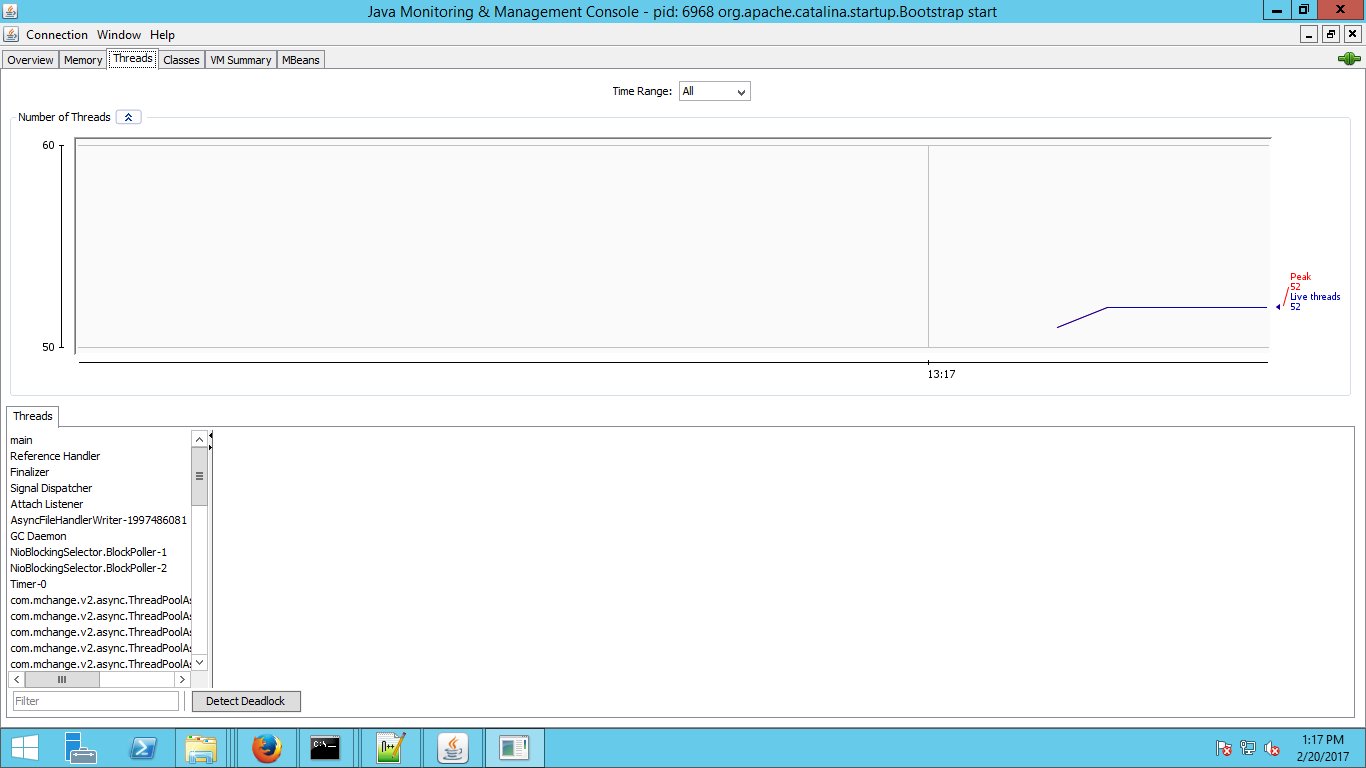 Java Monitoring & Management Console - pid: 6968 org.apache.catalina.startup.Bootstrap start
Connection Window Help
Overview Memory Threads Classes VM Summary MBeans
Time Range: All
Number of Threads
60
50
13:17
Peak
52
Live threads
52
Threads
main
Reference Handler
Finalizer
Signal Dispatcher
Attach Listener
AsyncFileHandlerWriter-1997486081
GC Daemon
NioBlockingSelector.BlockPoller-1
NioBlockingSelector.BlockPoller-2
Timer-0
com.mchange.v2.async.ThreadPoolAs
com.mchange.v2.async.ThreadPoolAs
com.mchange.v2.async.ThreadPoolAs
com.mchange.v2.async.ThreadPoolAs
com.mchange.v2.async.ThreadPoolAs
Filter Detect Deadlock
C:\.
1:17 PM
2/20/2017